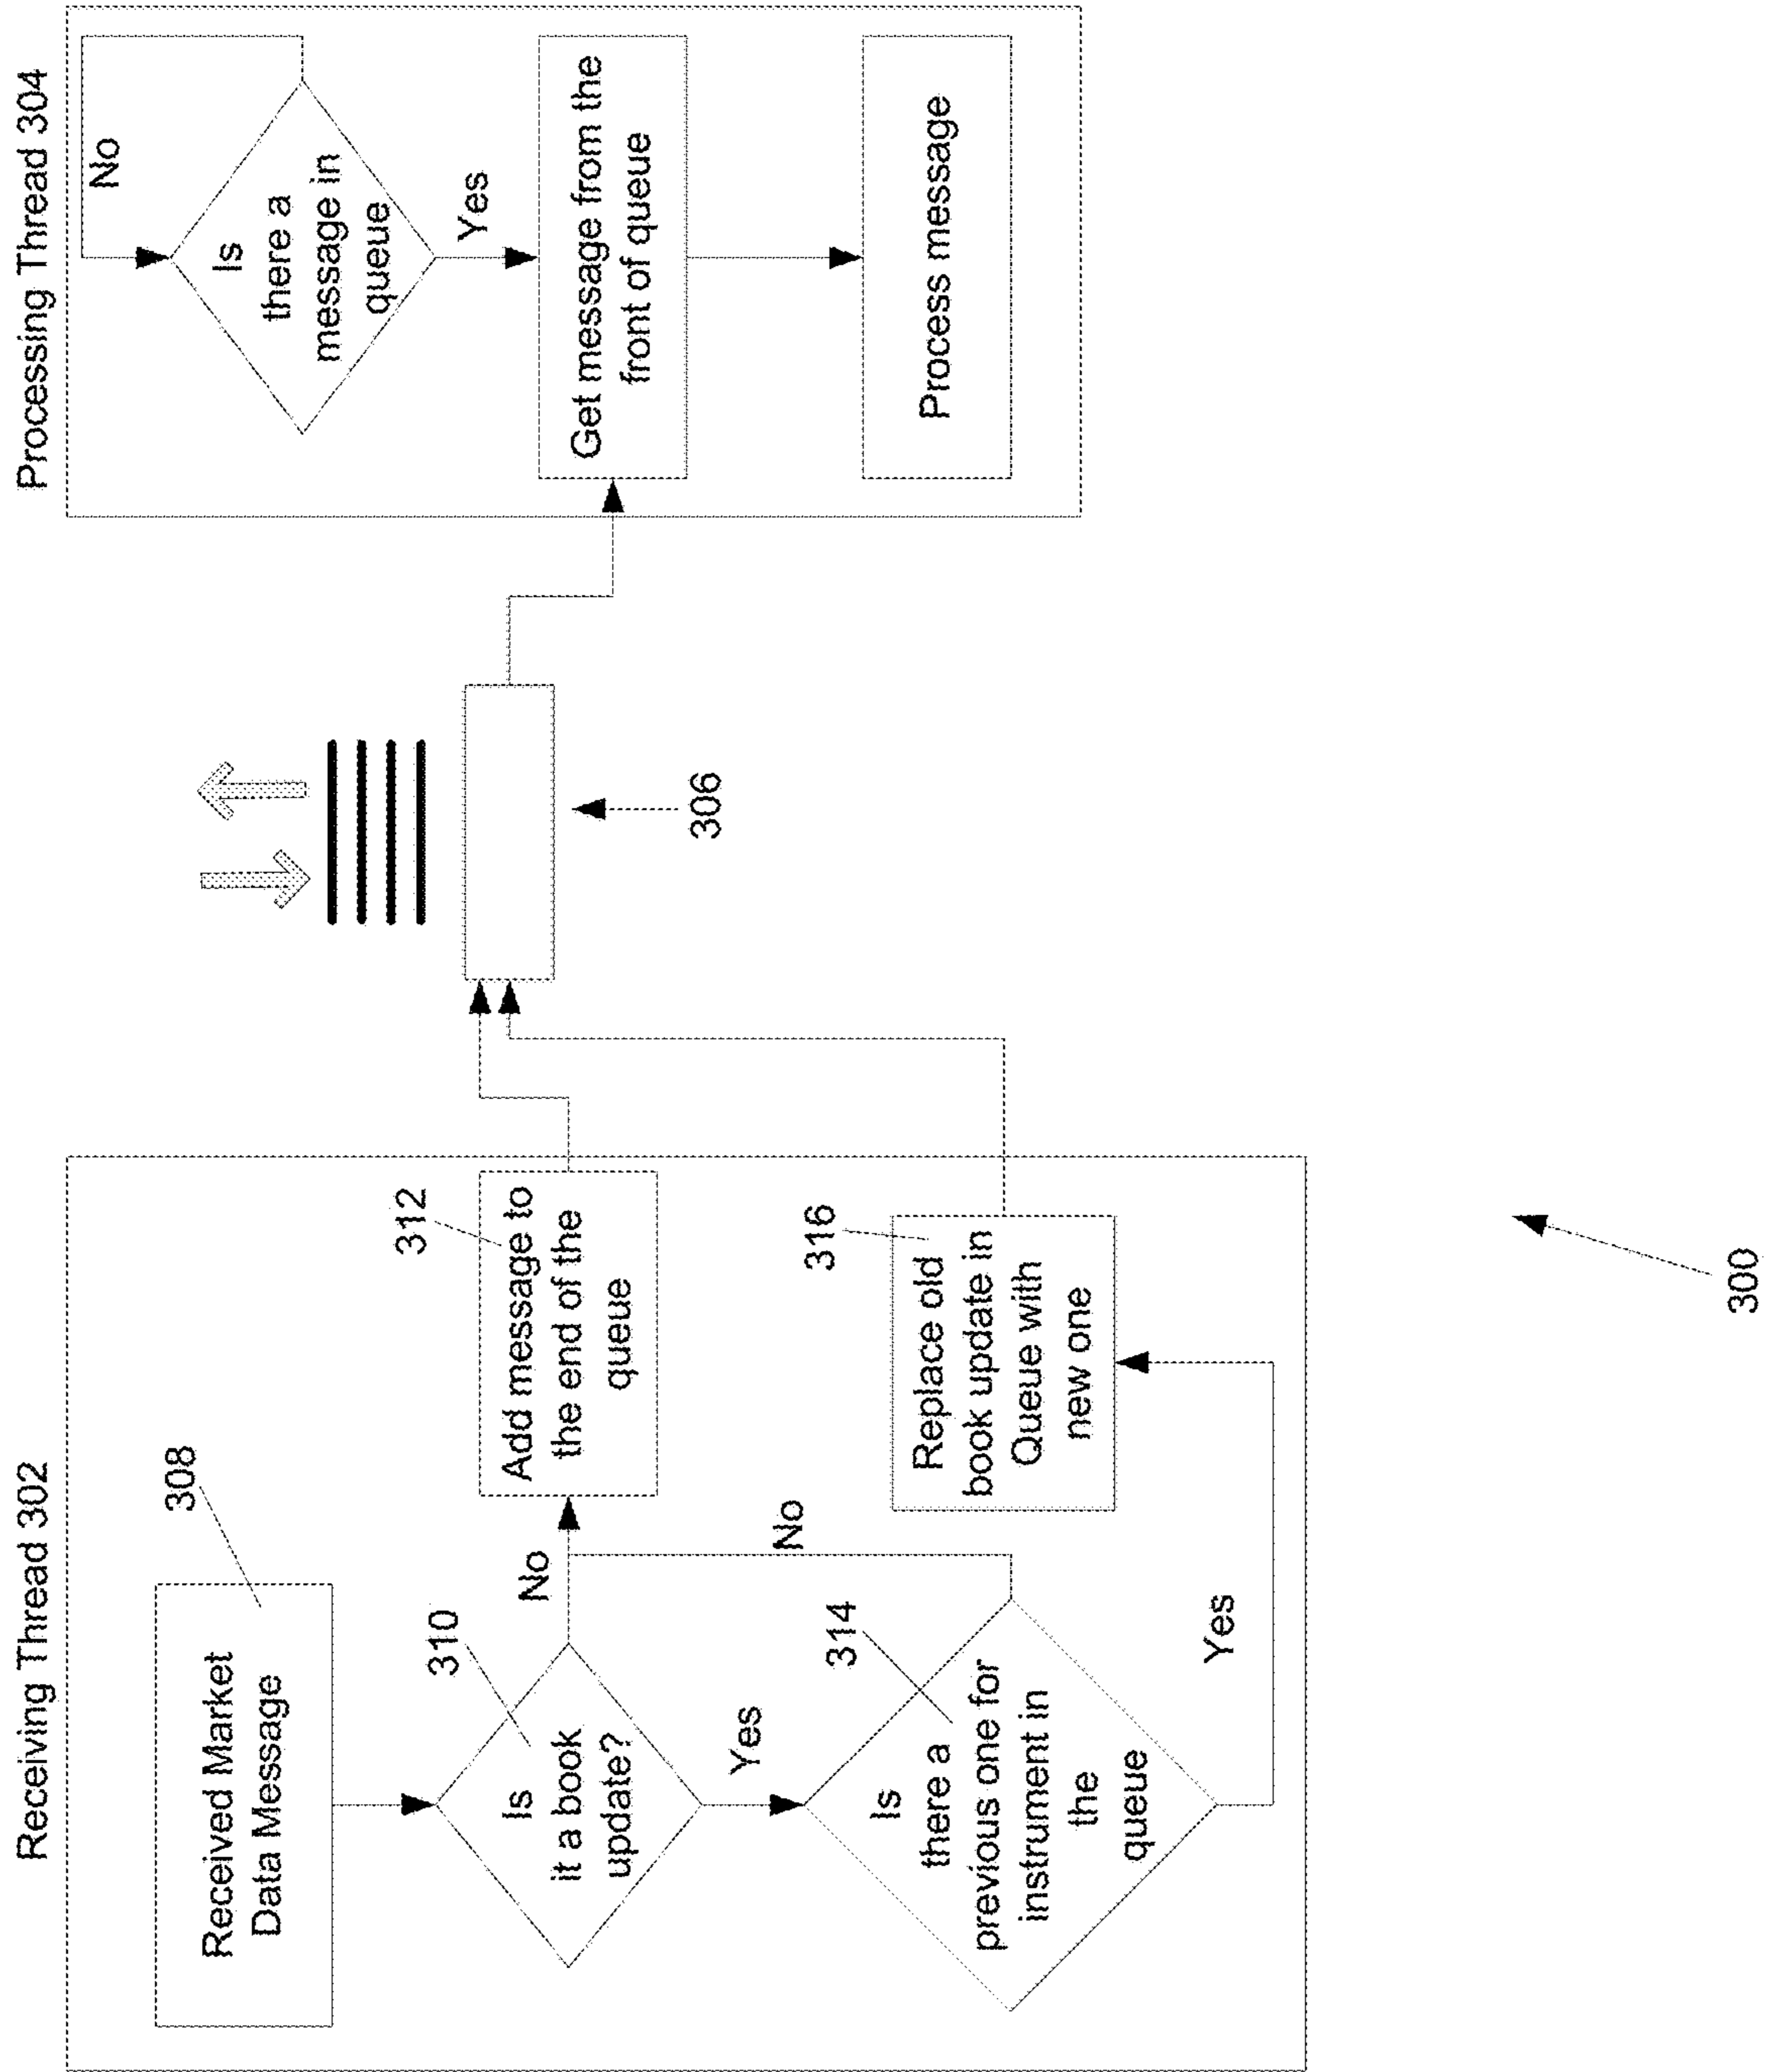 Receiving Thread 302
Received Market
Data Message
308
Is
it a book
update?
310
No
Yes
Add message to
the end of the
queue
312
Is
there a
previous one for
instrument in
the
queue
314
No
Yes
Replace old
book update in
Queue with
new one
316
306
Processing Thread 304
No
Is
there a
message in
queue
Yes
Get message from the
front of queue
Process message
300